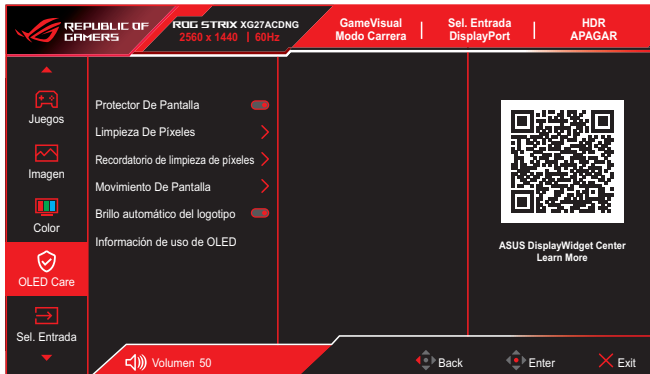 REPUBLIC OF
GAMERS
ROG STRIX XG27ACDNG
2560 x 1440 | 60Hz
GameVisual
Modo Carrera
Sel. Entrada
DisplayPort
HDR
APAGAR
Juegos
Imagen
Color
OLED Care
Sel. Entrada
Protector De Pantalla
Limpieza De Píxeles
Recordatorio de limpieza de píxeles
Movimiento De Pantalla
Brillo automático del logotipo
Información de uso de OLED
ASUS DisplayWidget Center
Learn More
Volumen 50
Back
Enter
Exit